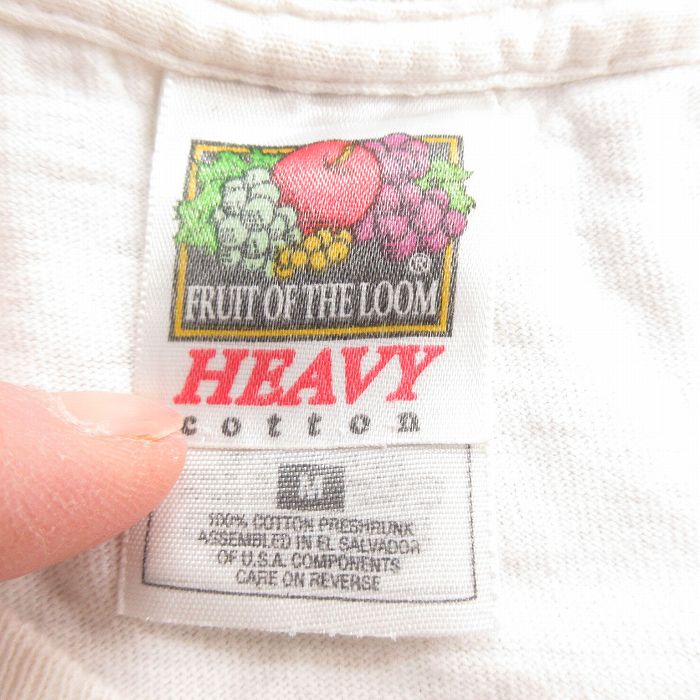 ®
FRUIT OF THE LOOM
HEAVY
cotton
M
100% COTTON PRESHRUNK
ASSEMBLED IN EL SALVADOR
OF U.S.A. COMPONENTS
CARE ON REVERSE